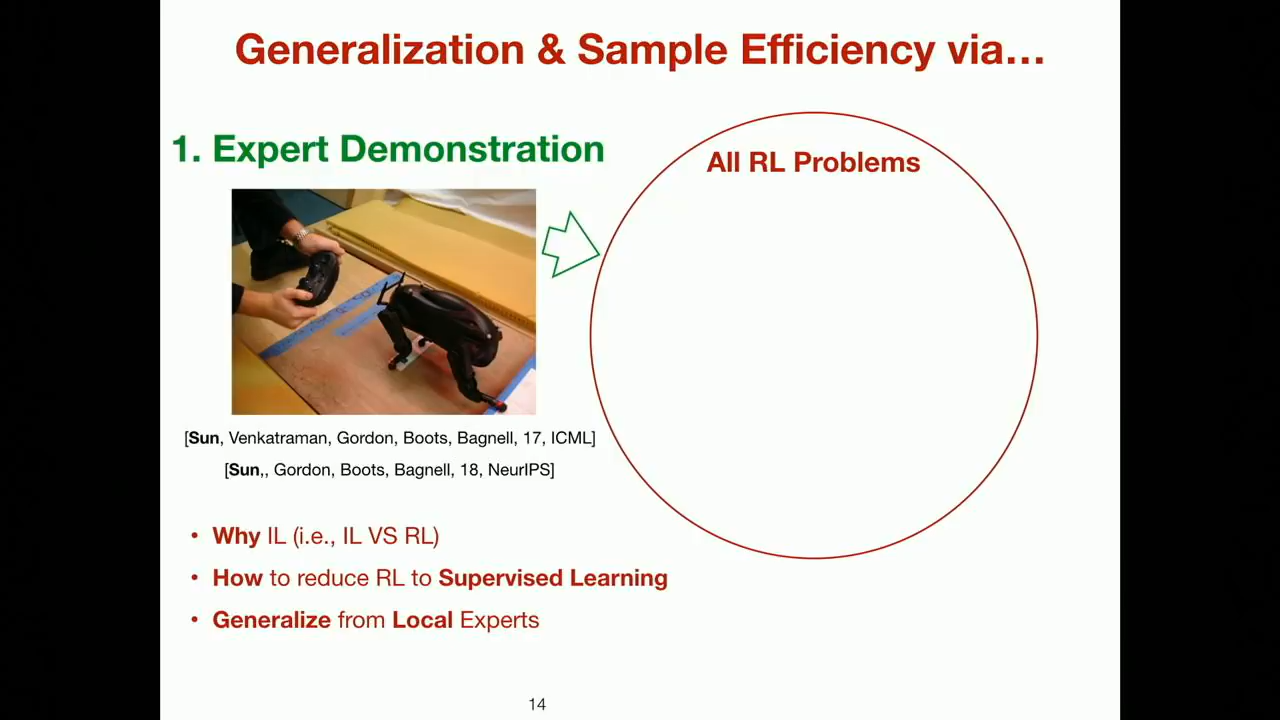 Generalization & Sample Efficiency via…
1. Expert Demonstration
All RL Problems
[Sun, Venkatraman, Gordon, Boots, Bagnell, 17, ICML]
[Sun,, Gordon, Boots, Bagnell, 18, NeurIPS]
• Why IL (i.e., IL VS RL)
• How to reduce RL to Supervised Learning
• Generalize from Local Experts
14